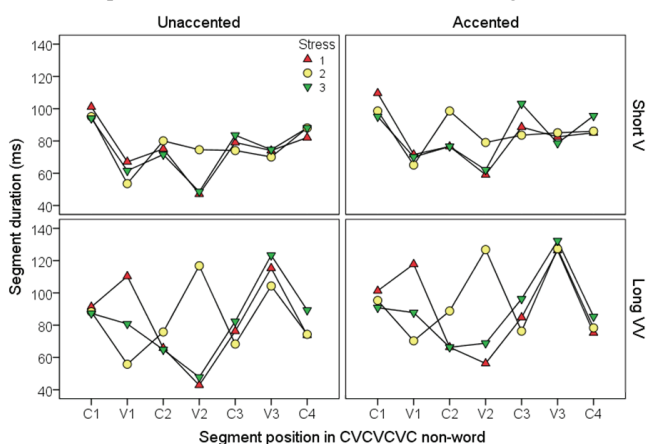 Unaccented
Accented
Stress
1
2
3
140
120
100
80
60
40
Short V
140
120
100
80
60
40
Long VV
Segment duration (ms)
C1 V1 C2 V2 C3 V3 C4
C1 V1 C2 V2 C3 V3 C4
Segment position in CVCVCVC non-word